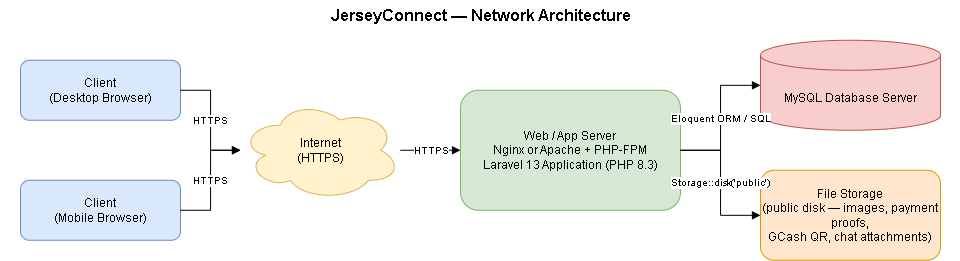 JerseyConnect — Network Architecture
Client
(Desktop Browser)
HTTPS
Internet
(HTTPS)
HTTPS
HTTPS
Client
(Mobile Browser)
Web / App Server
Nginx or Apache + PHP-FPM
Laravel 13 Application (PHP 8.3)
Eloquent ORM / SQL
MySQL Database Server
Storage::disk('public')
File Storage
(public disk — images, payment
proofs,
GCash QR, chat attachments)